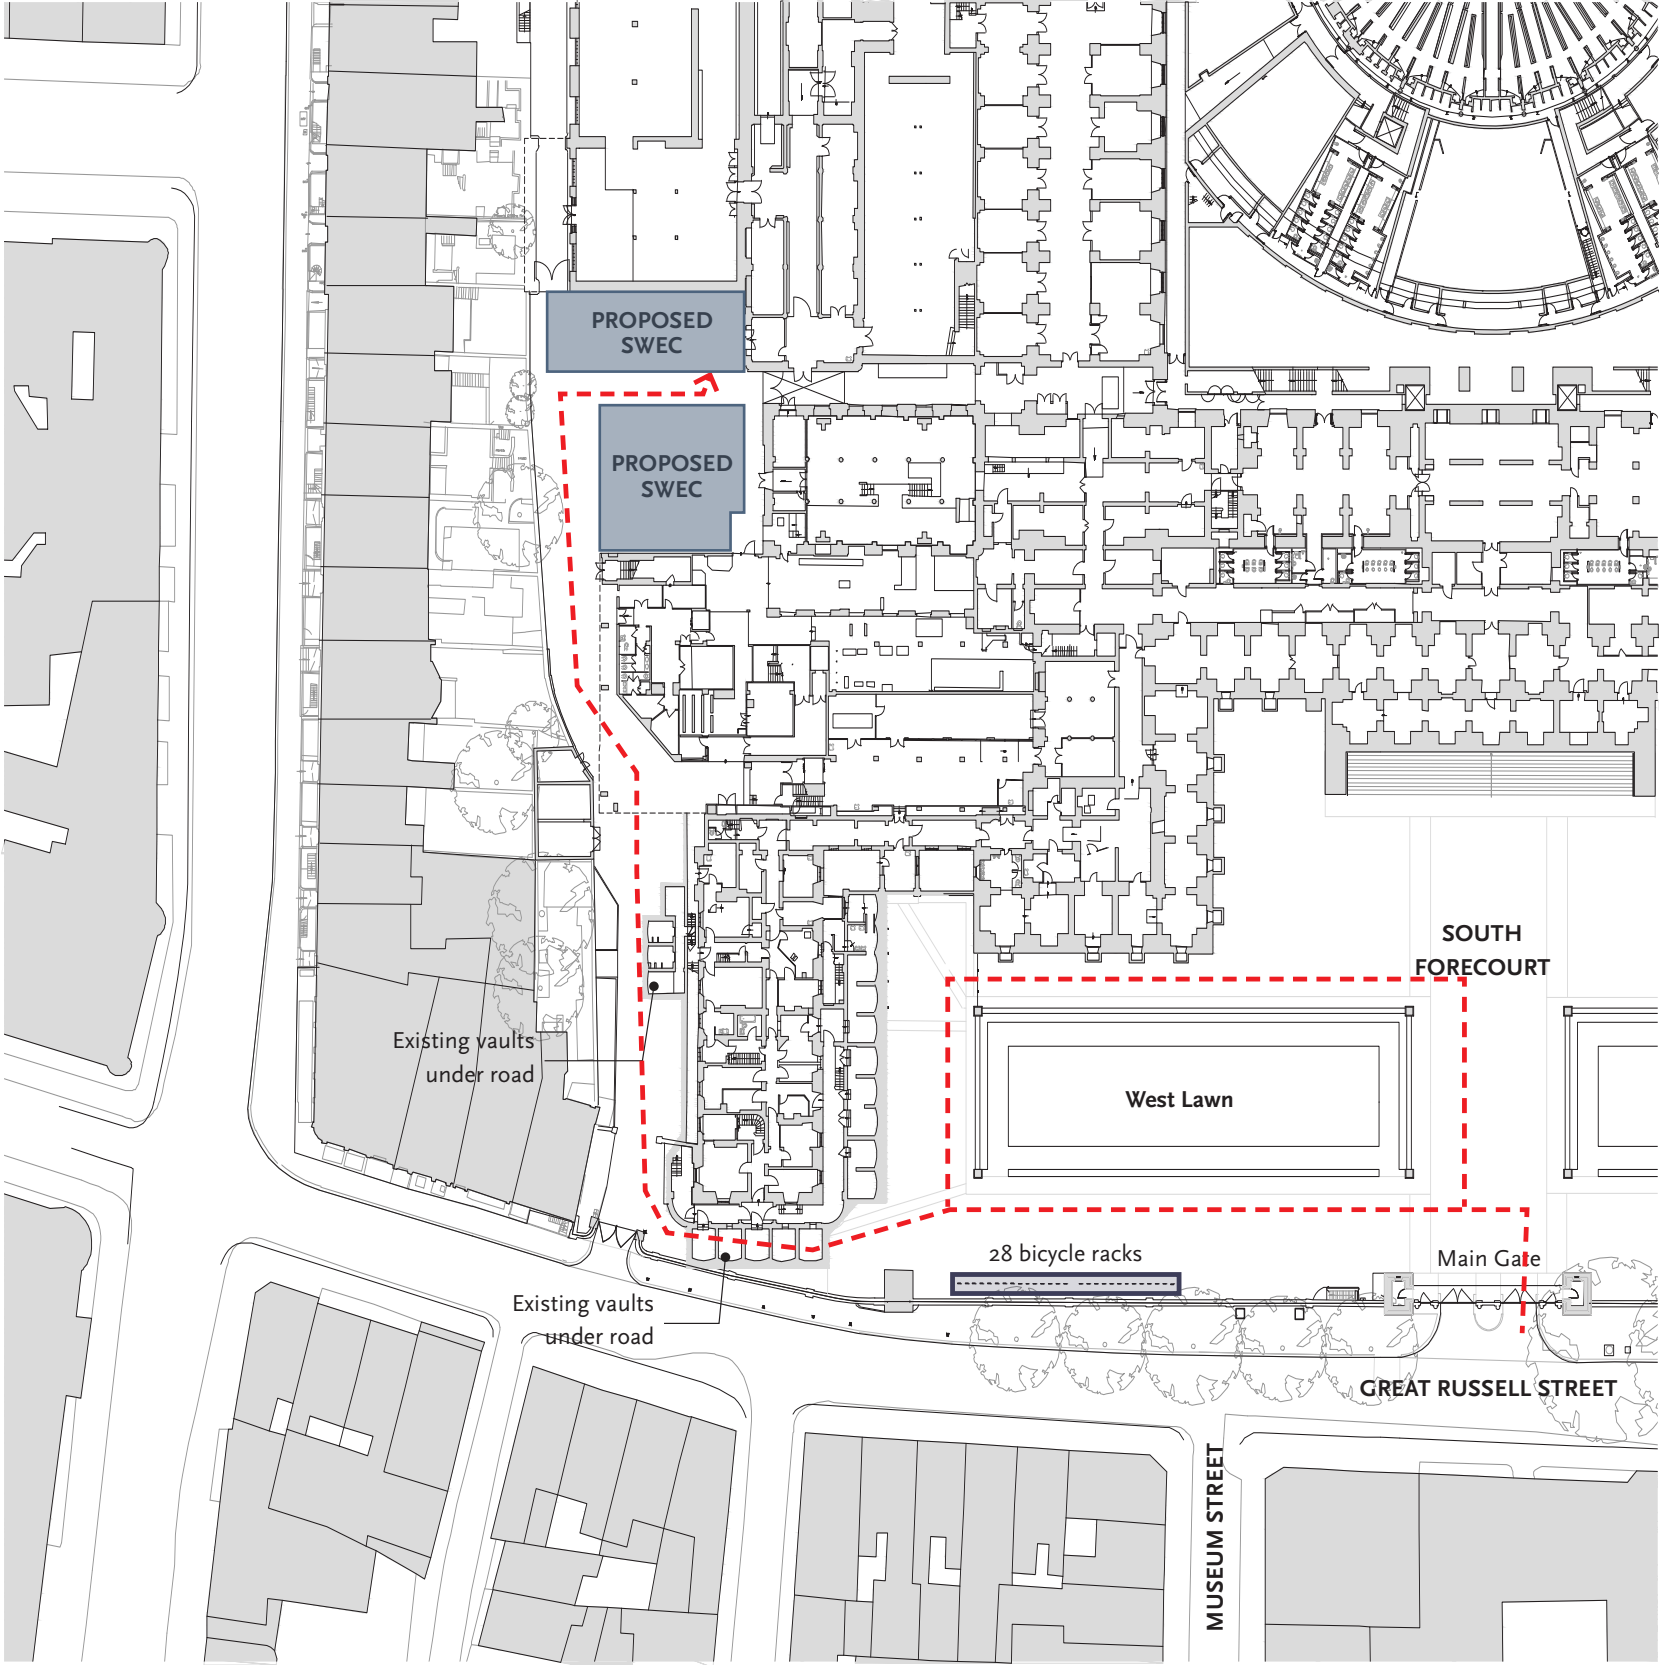 PROPOSED
SWEC
PROPOSED
SWEC
SOUTH
FORECOURT
Existing vaults
under road
West Lawn
28 bicycle racks
Main Gate
Existing vaults
under road
GREAT RUSSELL STREET
MUSEUM STREET